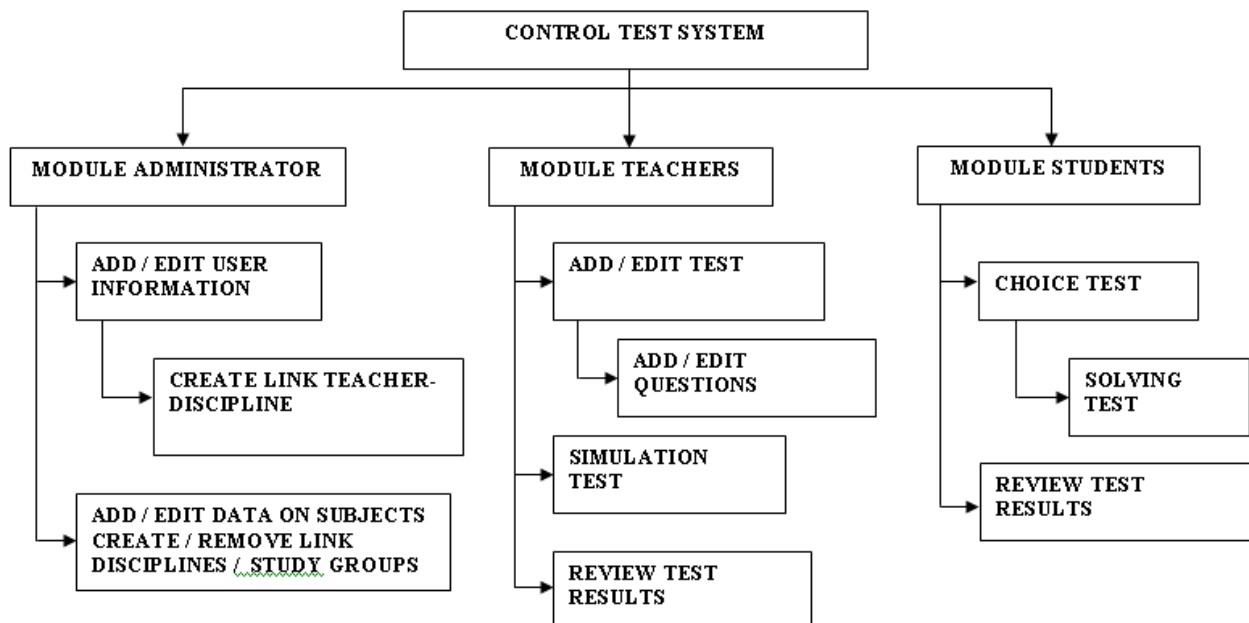 CONTROL TEST SYSTEM
MODULE ADMINISTRATOR
MODULE TEACHERS
MODULE STUDENTS
ADD / EDIT USER
INFORMATION
CREATE LINK TEACHER-
DISCIPLINE
ADD / EDIT DATA ON SUBJECTS
CREATE / REMOVE LINK
DISCIPLINES / STUDY GROUPS
ADD / EDIT TEST
ADD / EDIT
QUESTIONS
SIMULATION
TEST
REVIEW TEST
RESULTS
CHOICE TEST
SOLVING
TEST
REVIEW TEST
RESULTS